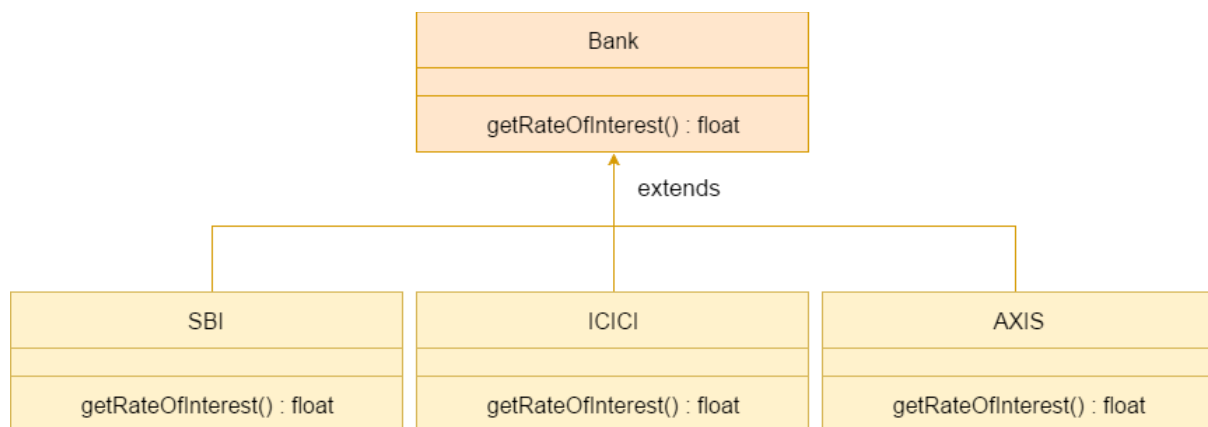 Bank
getRateOfInterest() : float
extends
SBI
ICICI
AXIS
getRateOfInterest() : float
getRateOfInterest() : float
getRateOfInterest() : float